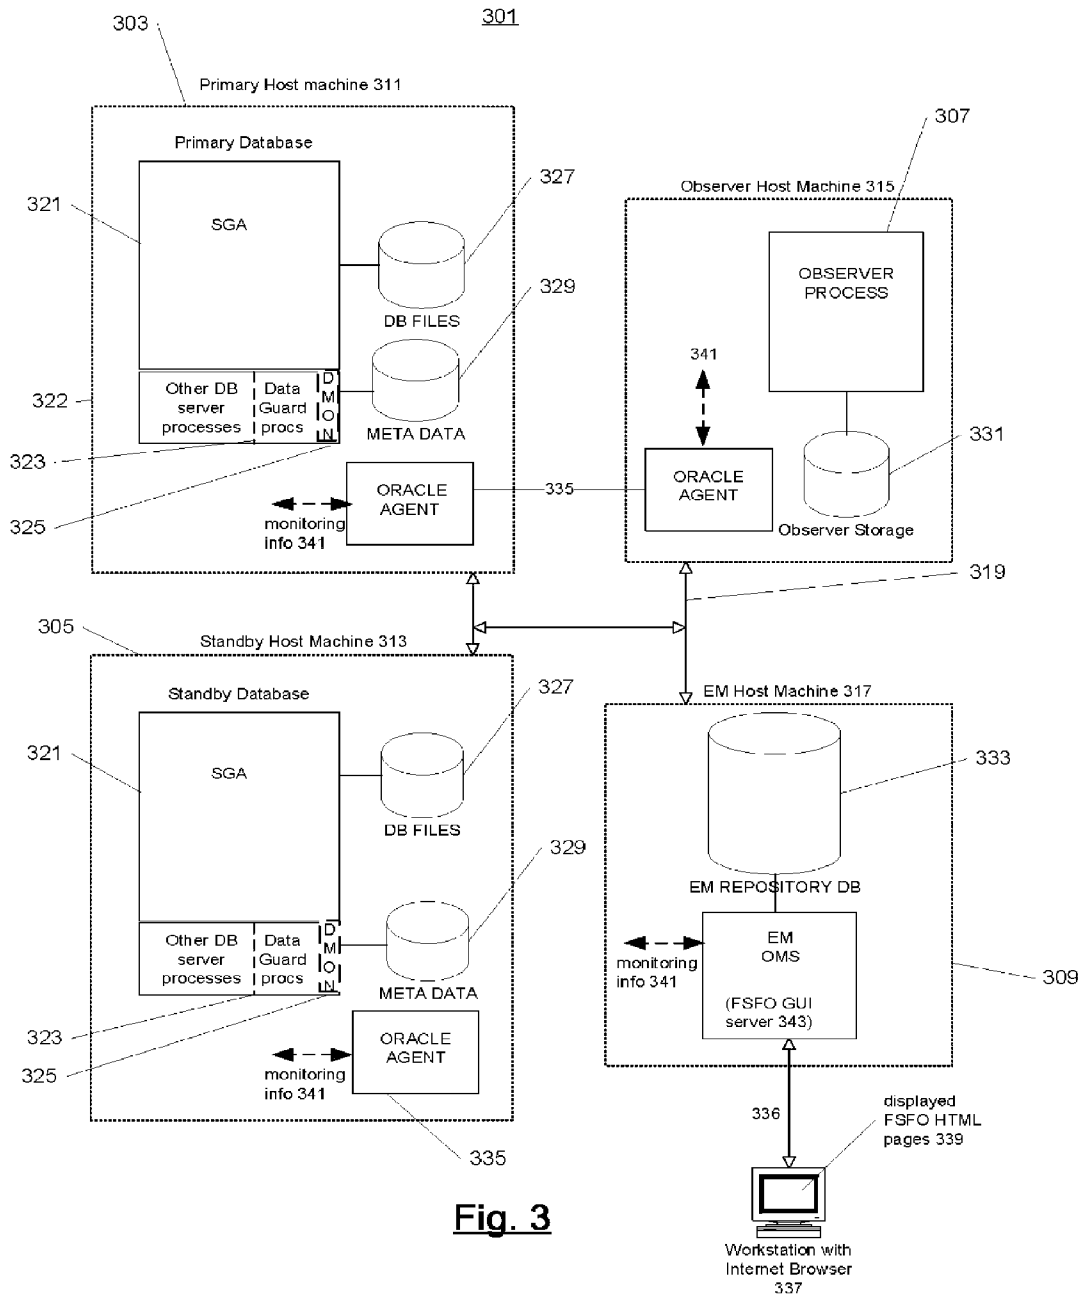 301
303
Primary Host machine 311
Primary Database
321
SGA
327
DB FILES
329
META DATA
322
Other DB
server
processes
Data
Guard
procs
D
M
O
N
323
325
ORACLE
AGENT
monitoring
info 341
335
307
Observer Host Machine 315
OBSERVER
PROCESS
341
ORACLE
AGENT
331
Observer Storage
319
305
Standby Host Machine 313
Standby Database
321
SGA
327
DB FILES
329
META DATA
Other DB
server
processes
Data
Guard
procs
D
M
O
N
323
325
ORACLE
AGENT
monitoring
info 341
335
EM Host Machine 317
333
EM REPOSITORY DB
EM
OMS
(FSFO GUI
server 343)
monitoring
info 341
309
336
displayed
FSFO HTML
pages 339
Workstation with
Internet Browser
337
Fig. 3